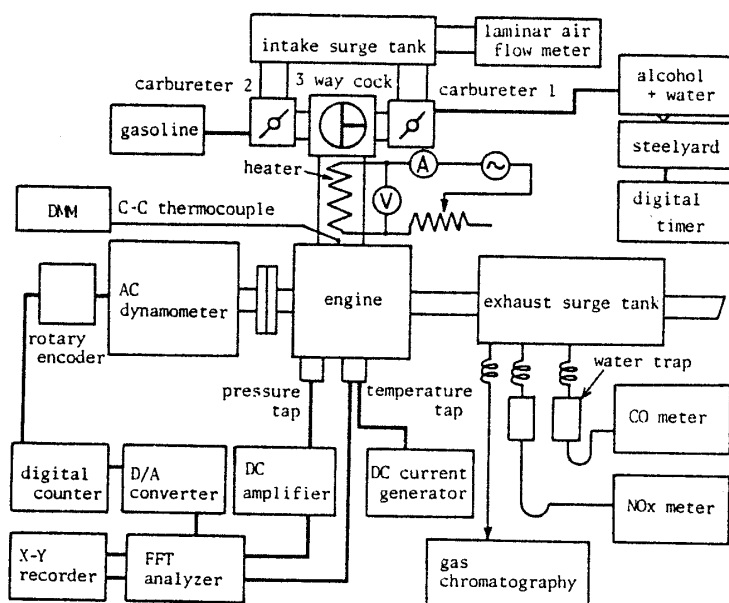 intake surge tank
laminar air
flow meter
carbureter 2
3 way cock
carbureter 1
alcohol
+ water
gasoline
steelyard
heater
A
~
V
digital
timer
DMM
C-C thermocouple
AC
dynamometer
engine
exhaust surge tank
rotary
encoder
pressure
tap
temperature
tap
water trap
CO meter
digital
counter
D/A
converter
DC
amplifier
DC current
generator
NOx meter
X-Y
recorder
FFT
analyzer
gas
chromatography